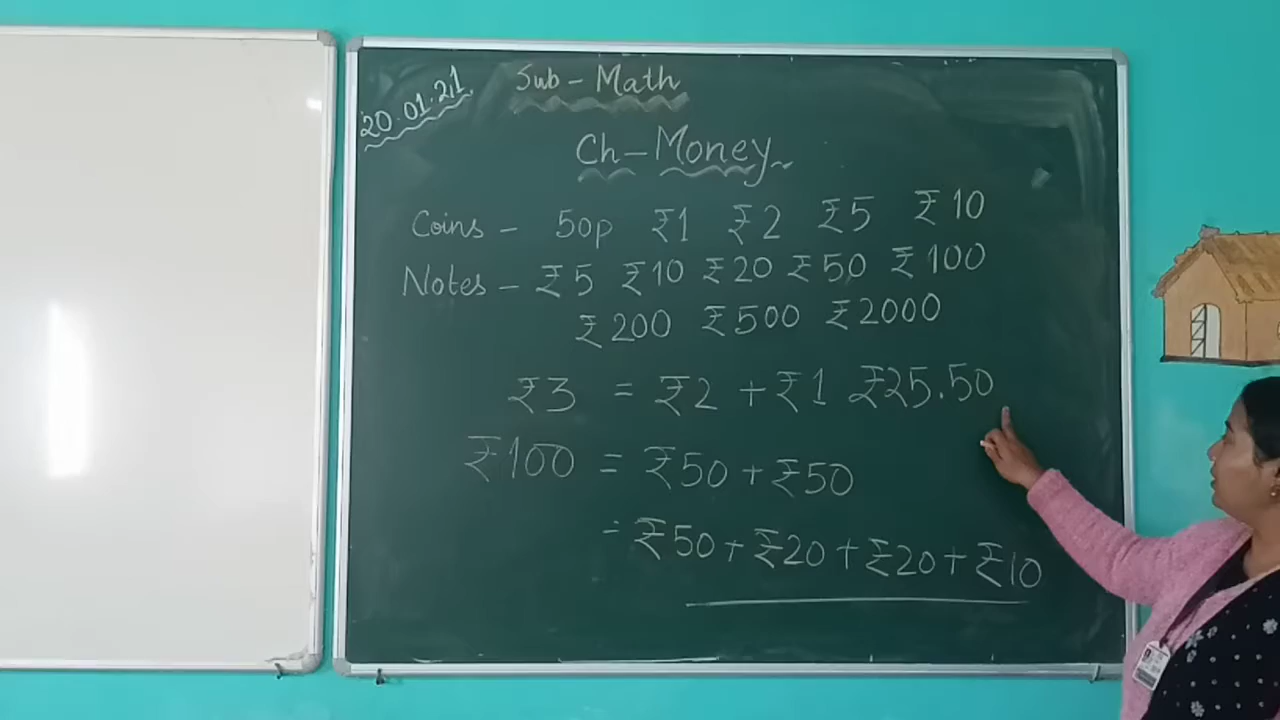 20.01.21
Sub - Math
Ch - Money
Coins - 50p ₹1 ₹2 ₹5 ₹10
Notes - ₹5 ₹10 ₹20 ₹50 ₹100
₹200 ₹500 ₹2000
₹3 = ₹2 + ₹1 ₹25.50
₹100 = ₹50 + ₹50
= ₹50 + ₹20 + ₹20 + ₹10